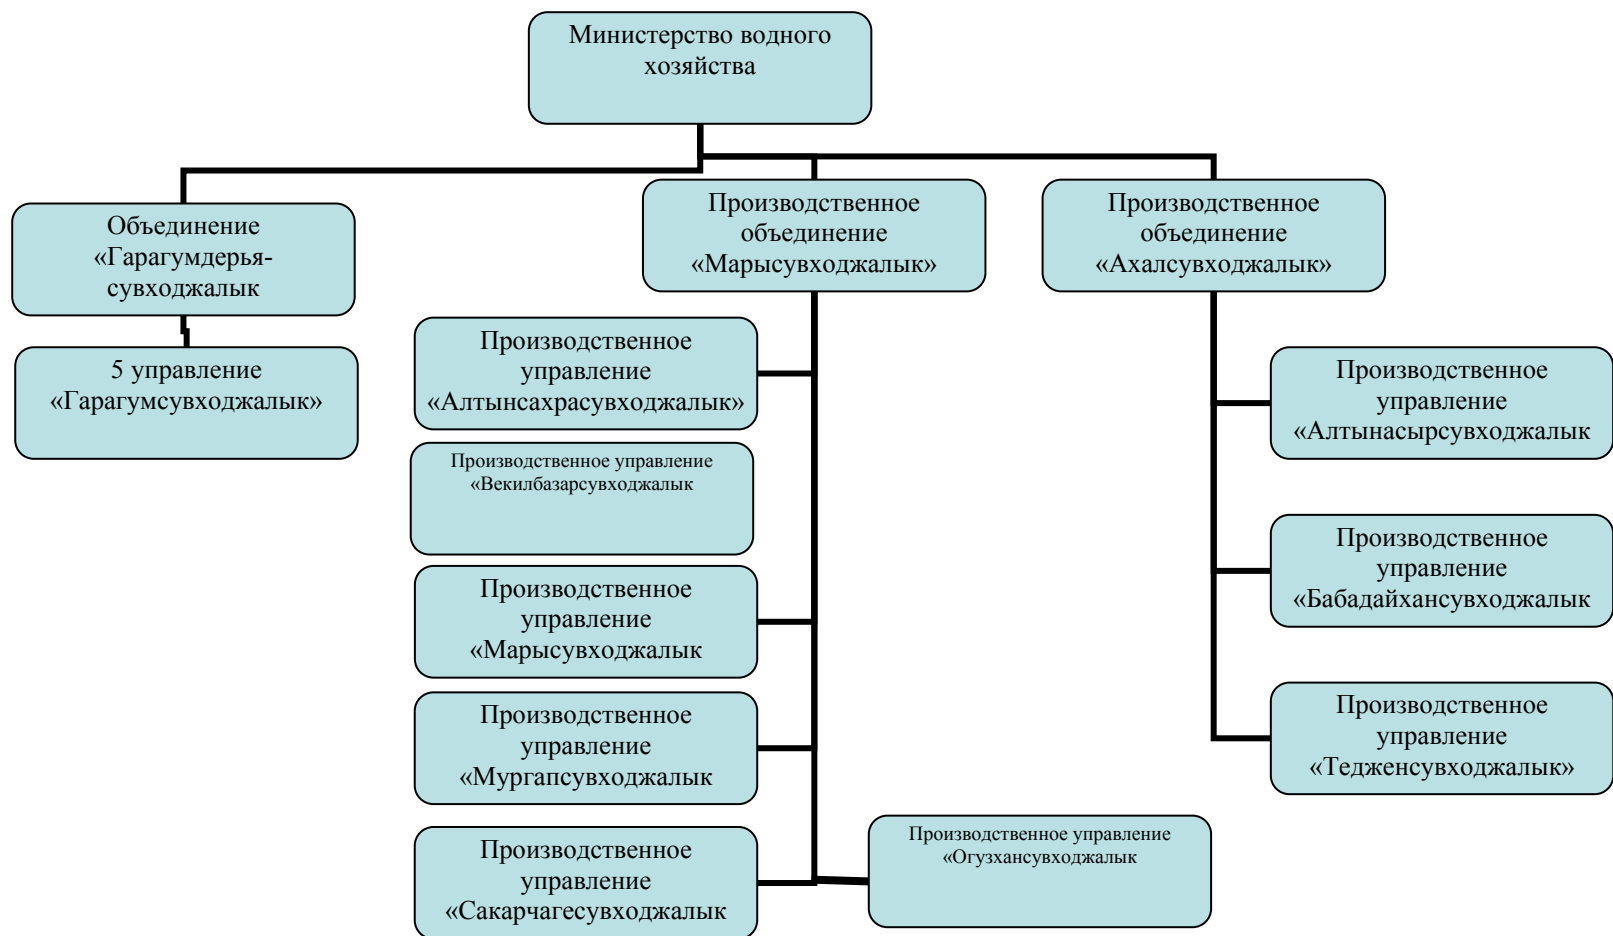 Министерство водного
хозяйства
Объединение
«Гарагумдерья-
сувходжалык
5 управление
«Гарагумсувходжалык»
Производственное
объединение
«Марысувходжалык»
Производственное
управление
«Алтынсахрасувходжалык»
Производственное управление
«Векилбазарсувходжалык
Производственное
управление
«Марысувходжалык
Производственное
управление
«Мургапсувходжалык
Производственное
управление
«Сакарчагесувходжалык
Производственное управление
«Огузхансувходжалык
Производственное
объединение
«Ахалсувходжалык»
Производственное
управление
«Алтынасырсувходжалык
Производственное
управление
«Бабадайхансувходжалык
Производственное
управление
«Тедженсувходжалык»